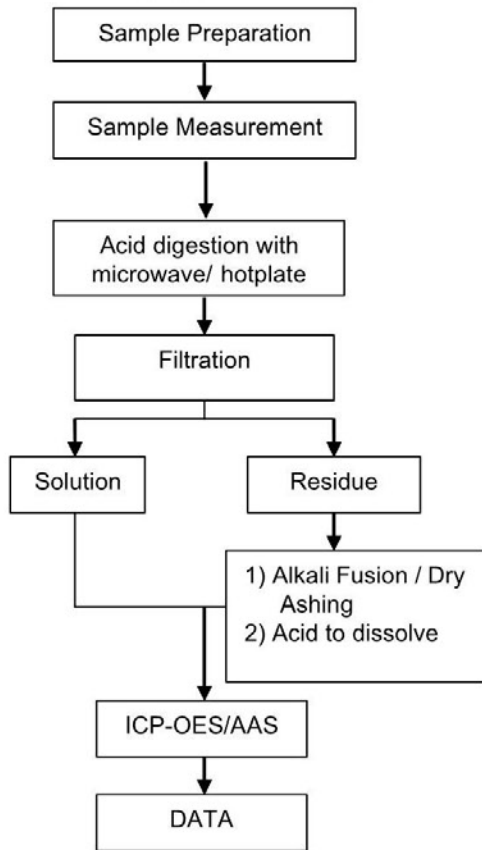 Sample Preparation
Sample Measurement
Acid digestion with
microwave/ hotplate
Filtration
Solution
Residue
1) Alkali Fusion / Dry
Ashing
2) Acid to dissolve
ICP-OES/AAS
DATA